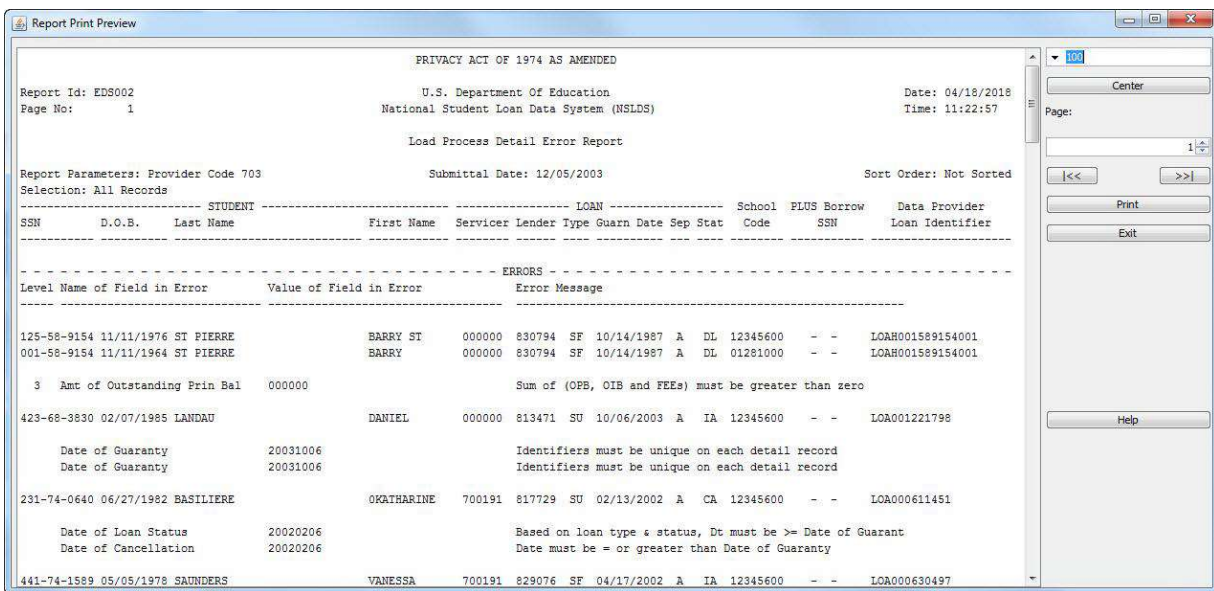 Report Print Preview
PRIVACY ACT OF 1974 AS AMENDED
Report Id: EDS002 U.S. Department Of Education Date: 04/18/2018
Page No: 1 National Student Loan Data System (NSLDS) Time: 11:22:57
Load Process Detail Error Report
Report Parameters: Provider Code 703 Submittal Date: 12/05/2003 Sort Order: Not Sorted
Selection: All Records
STUDENT LOAN School PLUS Borrow Data Provider
SSN D.O.B. Last Name First Name Servicer Lender Type Guarn Date Sep Stat Code SSN Loan Identifier
ERRORS
Level Name of Field in Error Value of Field in Error Error Message
125-58-9154 11/11/1976 ST PIERRE BARRY ST 000000 830794 SF 10/14/1987 A DL 12345600 - - LOAH001589154001
001-58-9154 11/11/1964 ST PIERRE BARRY 000000 830794 SF 10/14/1987 A DL 01281000 - - LOAH001589154001
3 Amt of Outstanding Prin Bal 000000 Sum of (OPB, OIB and FEEs) must be greater than zero
423-68-3830 02/07/1985 LANDAU DANIEL 000000 813471 SU 10/06/2003 A IA 12345600 - - LOA001221798
Date of Guaranty 20031006 Identifiers must be unique on each detail record
Date of Guaranty 20031006 Identifiers must be unique on each detail record
231-74-0640 06/27/1982 BASILIERE 0KATHARINE 700191 817729 SU 02/13/2002 A CA 12345600 - - LOA000611451
Date of Loan Status 20020206 Based on loan type & status, Dt must be >= Date of Guarant
Date of Cancellation 20020206 Date must be = or greater than Date of Guaranty
441-74-1589 05/05/1978 SAUNDERS VANESSA 700191 829076 SF 04/17/2002 A IA 12345600 - - LOA000630497
100
Center
Page:
1
|<< >>|
Print
Exit
Help